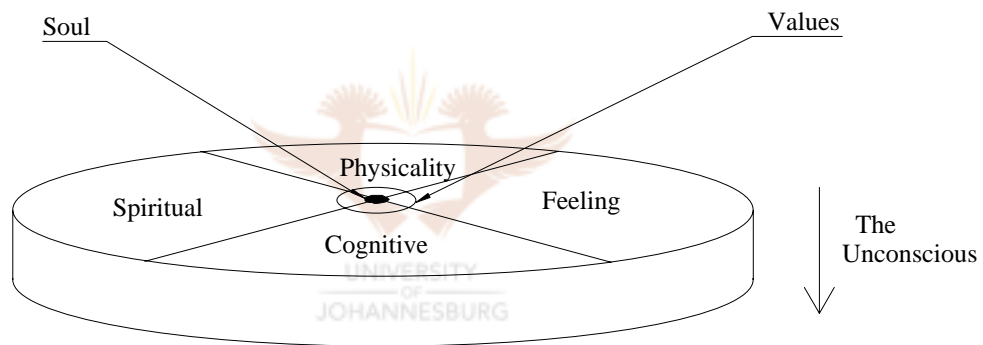 Soul
Values
Physicality
Spiritual
Feeling
Cognitive
The
Unconscious
UNIVERSITY
OF
JOHANNESBURG